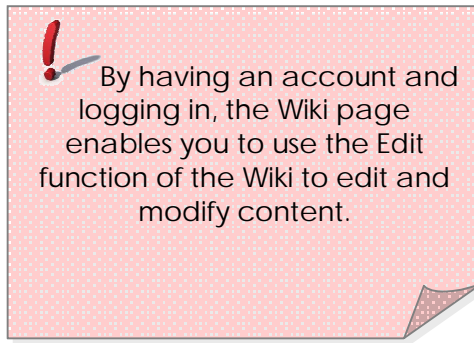 By having an account and
logging in, the Wiki page
enables you to use the Edit
function of the Wiki to edit and
modify content.